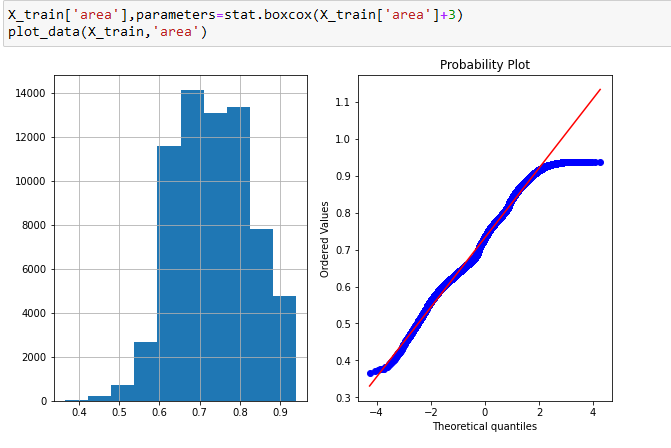 X_train['area'],parameters=stat.boxcox(X_train['area']+3)
plot_data(X_train,'area')
Probability Plot
14000
12000
10000
8000
6000
4000
2000
0
0.4 0.5 0.6 0.7 0.8 0.9
Ordered Values
1.1
1.0
0.9
0.8
0.7
0.6
0.5
0.4
0.3
−4 −2 0 2 4
Theoretical quantiles